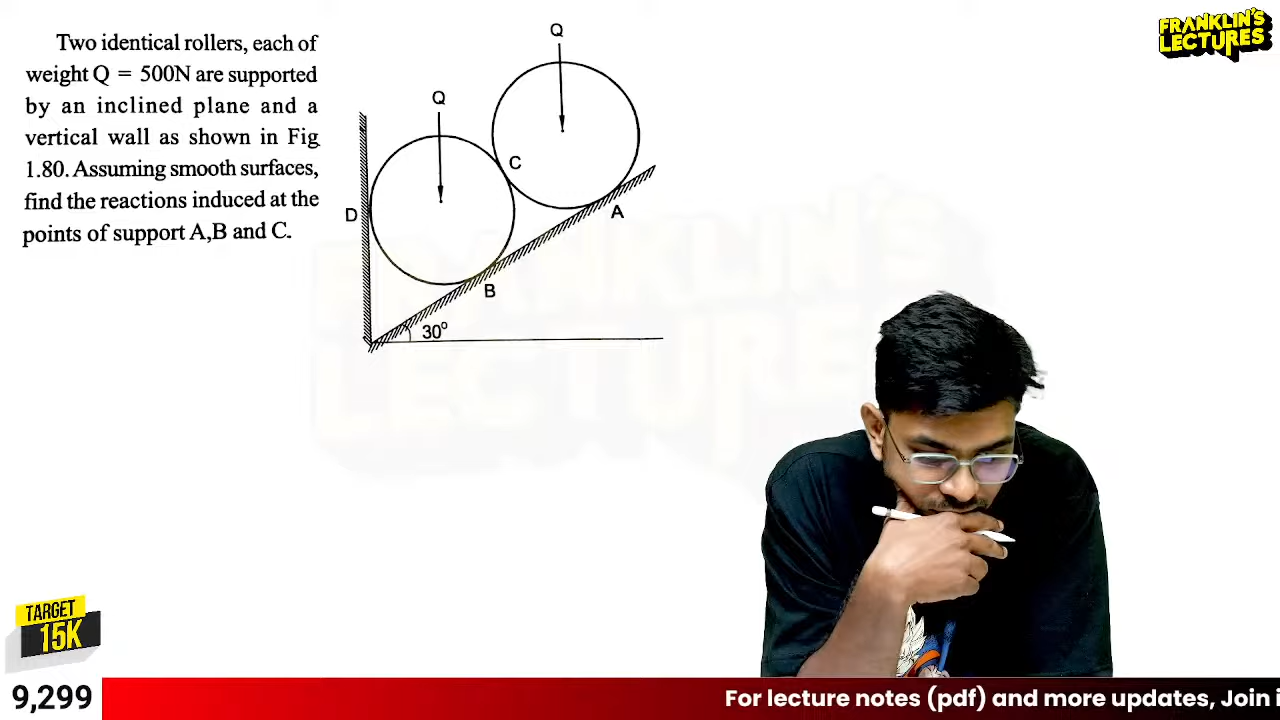 Two identical rollers, each of
weight Q = 500N are supported
by an inclined plane and a
vertical wall as shown in Fig
1.80. Assuming smooth surfaces,
find the reactions induced at the
points of support A,B and C.
Q
Q
C
D
A
B
30°
FRANKLIN'S
LECTURES
FRANKLIN'S
LECTURES
TARGET
15K
9,299
For lecture notes (pdf) and more updates, Join i